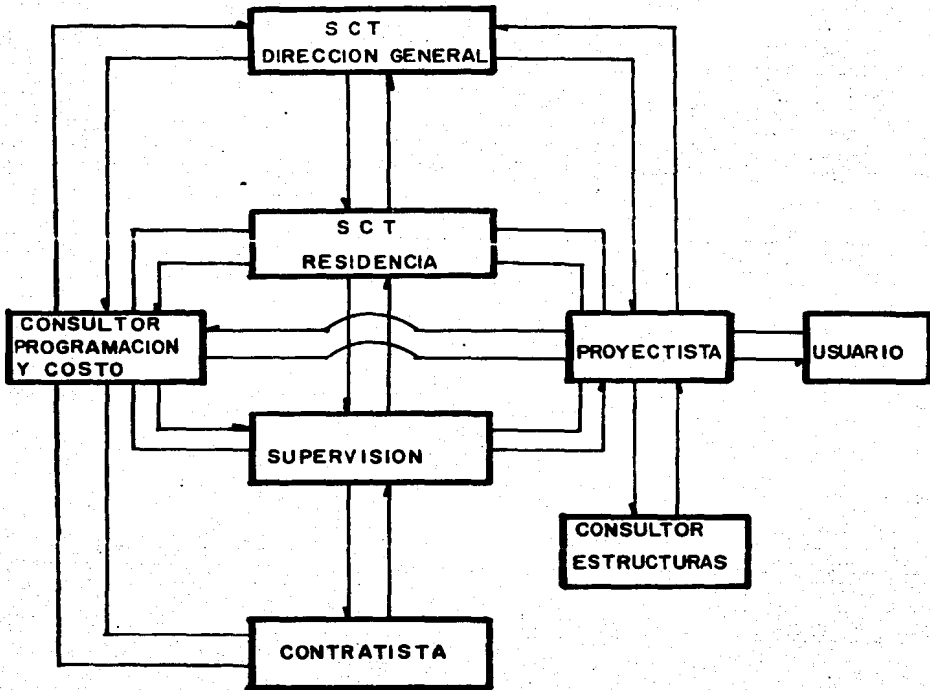 S C T
DIRECCION GENERAL
S C T
RESIDENCIA
CONSULTOR
PROGRAMACION
Y COSTO
PROYECTISTA
USUARIO
SUPERVISION
CONSULTOR
ESTRUCTURAS
CONTRATISTA